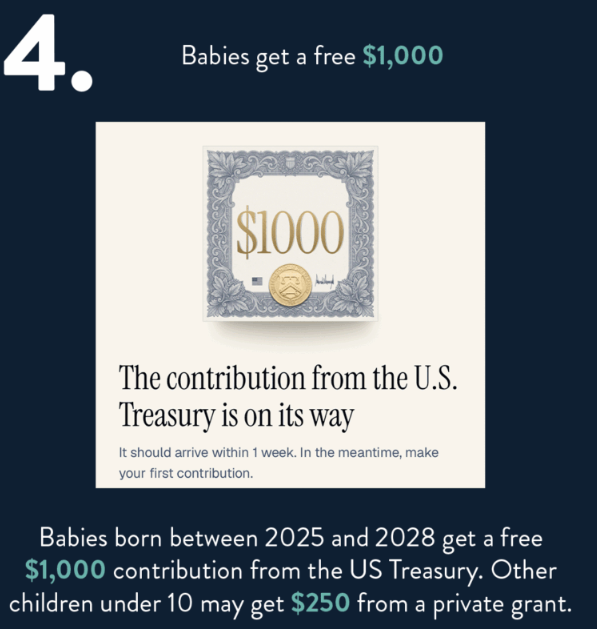 4.
Babies get a free $1,000
$1000
The contribution from the U.S.
Treasury is on its way
It should arrive within 1 week. In the meantime, make
your first contribution.
Babies born between 2025 and 2028 get a free
$1,000 contribution from the US Treasury. Other
children under 10 may get $250 from a private grant.